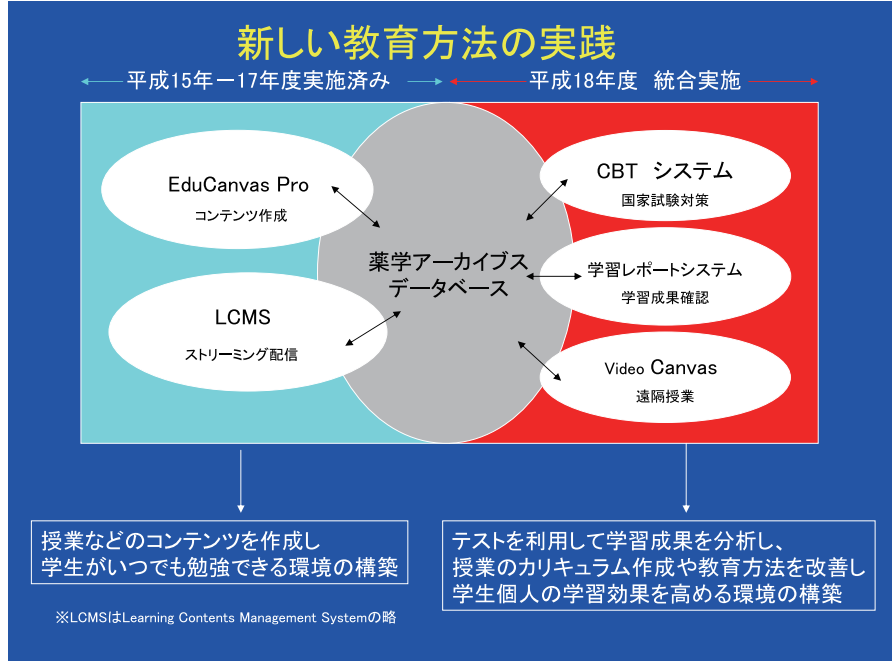 新しい教育方法の実践
平成15年－17年度実施済み
平成18年度　統合実施
EduCanvas Pro
コンテンツ作成
LCMS
ストリーミング配信
薬学アーカイブス
データベース
CBT　システム
国家試験対策
学習レポートシステム
学習成果確認
Video Canvas
遠隔授業
授業などのコンテンツを作成し
学生がいつでも勉強できる環境の構築
テストを利用して学習成果を分析し、
授業のカリキュラム作成や教育方法を改善し
学生個人の学習効果を高める環境の構築
※LCMSはLearning Contents Management Systemの略